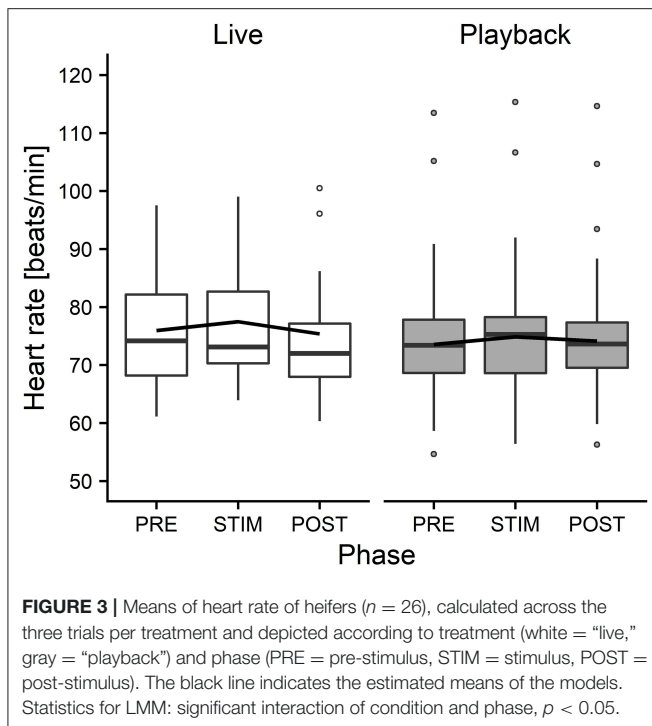 Live Playback
120
110
100
90
80
70
60
50
Heart rate [beats/min]
PRE STIM POST PRE STIM POST
Phase
FIGURE 3 | Means of heart rate of heifers (n = 26), calculated across the
three trials per treatment and depicted according to treatment (white = “live,”
gray = “playback”) and phase (PRE = pre-stimulus, STIM = stimulus, POST =
post-stimulus). The black line indicates the estimated means of the models.
Statistics for LMM: significant interaction of condition and phase, p < 0.05.